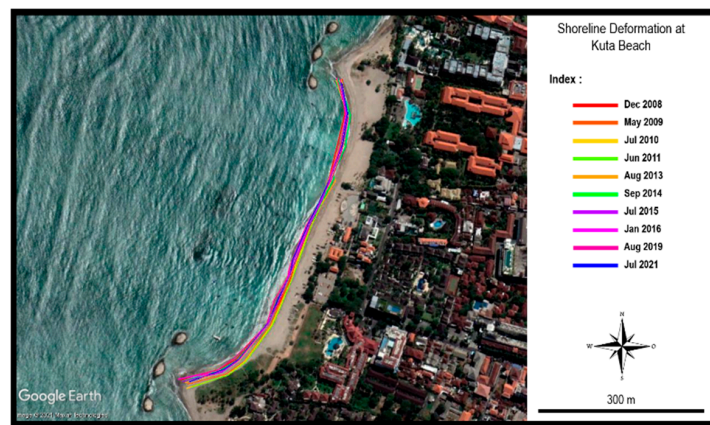 Shoreline Deformation at
Kuta Beach
Index :
Dec 2008
May 2009
Jul 2010
Jun 2011
Aug 2013
Sep 2014
Jul 2015
Jan 2016
Aug 2019
Jul 2021
N
W O
S
300 m
Google Earth